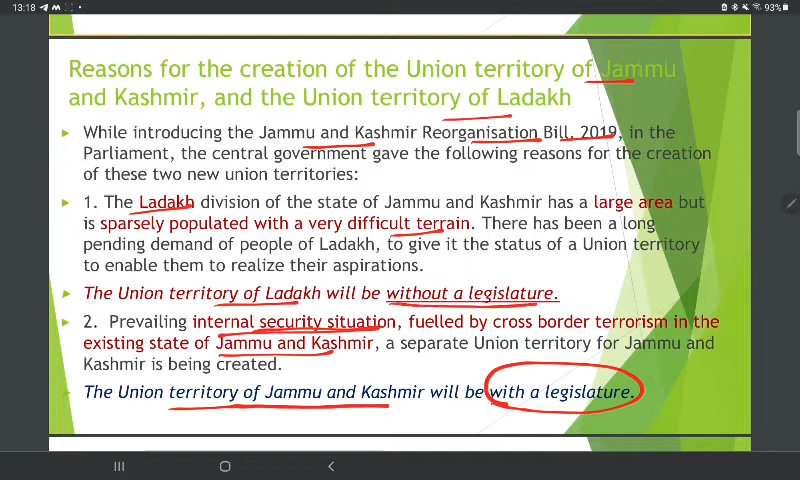 13:18
93%
Reasons for the creation of the Union territory of Jammu
and Kashmir, and the Union territory of Ladakh
While introducing the Jammu and Kashmir Reorganisation Bill, 2019, in the
Parliament, the central government gave the following reasons for the creation
of these two new union territories:
1. The Ladakh division of the state of Jammu and Kashmir has a large area but
is sparsely populated with a very difficult terrain. There has been a long
pending demand of people of Ladakh, to give it the status of a Union territory
to enable them to realize their aspirations.
The Union territory of Ladakh will be without a legislature.
2. Prevailing internal security situation, fuelled by cross border terrorism in the
existing state of Jammu and Kashmir, a separate Union territory for Jammu and
Kashmir is being created.
The Union territory of Jammu and Kashmir will be with a legislature.